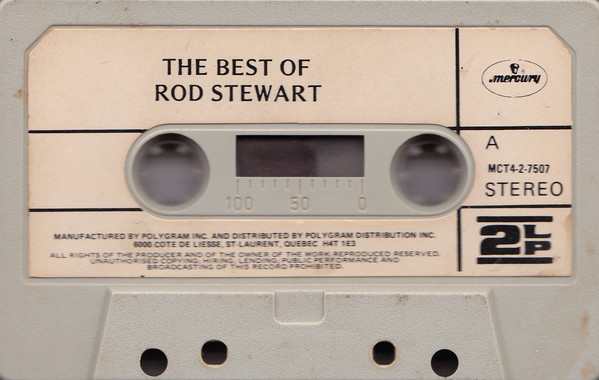 THE BEST OF
ROD STEWART
mercury
A
MCT4-2-7507
STEREO
100 50 0
2LP
MANUFACTURED BY POLYGRAM INC. AND DISTRIBUTED BY POLYGRAM DISTRIBUTION INC.
6000 COTE DE LIESSE, ST-LAURENT, QUEBEC H4T 1E3
ALL RIGHTS OF THE PRODUCER AND OF THE OWNER OF THE WORK REPRODUCED RESERVED.
UNAUTHORISED COPYING, HIRING, LENDING, PUBLIC PERFORMANCE AND
BROADCASTING OF THIS RECORD PROHIBITED.